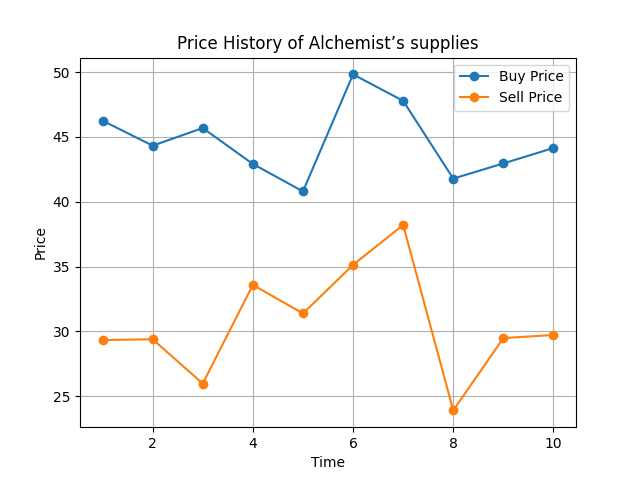 Price History of Alchemist’s supplies
Buy Price
Sell Price
50
45
40
35
30
25
Price
2 4 6 8 10
Time